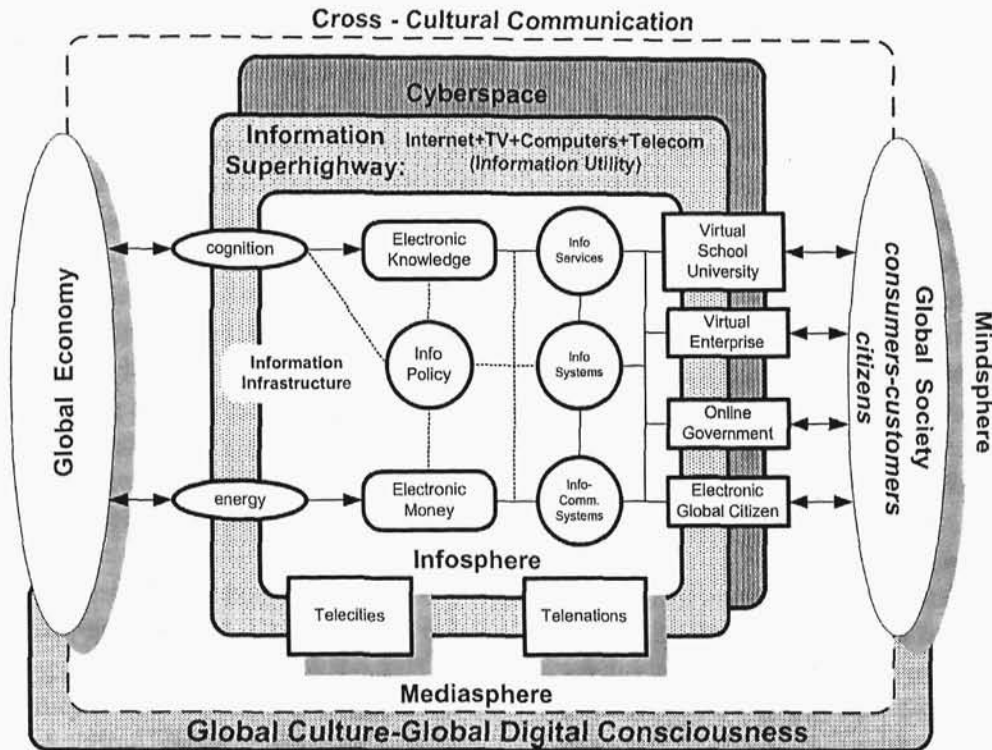 Cross - Cultural Communication
Cyberspace
Information
Superhighway:
Internet+TV+Computers+Telecom
(Information Utility)
Global Economy
cognition
Electronic
Knowledge
Info
Services
Virtual
School
University
Information
Infrastructure
Info
Policy
Info
Systems
Virtual
Enterprise
Online
Government
energy
Electronic
Money
Info-
Comm.
Systems
Electronic
Global Citizen
Global Society
consumers-customers
citizens
Mindsphere
Infosphere
Telecities
Telenations
Mediasphere
Global Culture-Global Digital Consciousness